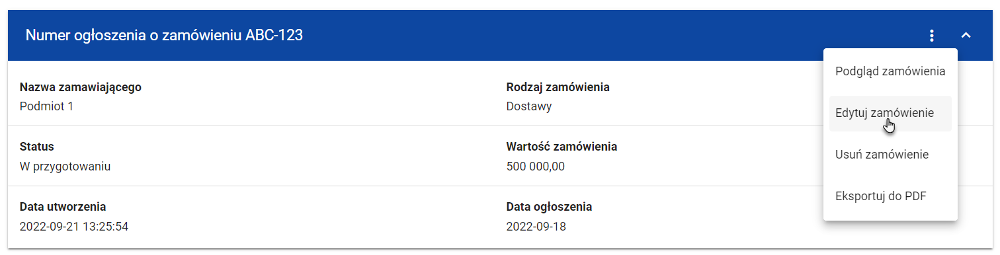 Numer ogłoszenia o zamówieniu ABC-123
Podgląd zamówienia
Edytuj zamówienie
Usuń zamówienie
Eksportuj do PDF
Nazwa zamawiającego
Podmiot 1
Rodzaj zamówienia
Dostawy
Status
W przygotowaniu
Wartość zamówienia
500 000,00
Data utworzenia
2022-09-21 13:25:54
Data ogłoszenia
2022-09-18